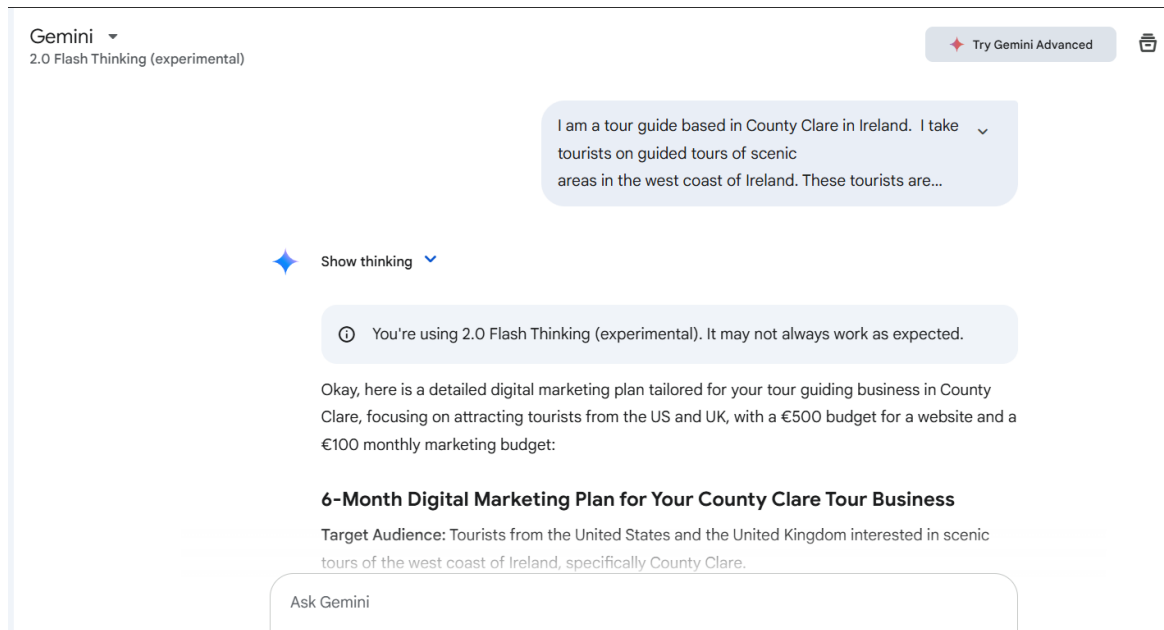 Gemini
2.0 Flash Thinking (experimental)
Try Gemini Advanced
I am a tour guide based in County Clare in Ireland.  I take
tourists on guided tours of scenic
areas in the west coast of Ireland. These tourists are...
Show thinking
You're using 2.0 Flash Thinking (experimental). It may not always work as expected.
Okay, here is a detailed digital marketing plan tailored for your tour guiding business in County
Clare, focusing on attracting tourists from the US and UK, with a €500 budget for a website and a
€100 monthly marketing budget:
6-Month Digital Marketing Plan for Your County Clare Tour Business
Target Audience: Tourists from the United States and the United Kingdom interested in scenic
tours of the west coast of Ireland, specifically County Clare.
Ask Gemini